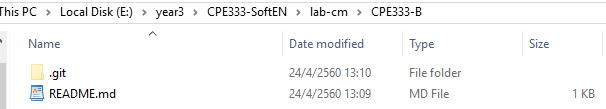 This PC > Local Disk (E:) > year3 > CPE333-SoftEN > lab-cm > CPE333-B
Name Date modified Type Size
.git 24/4/2560 13:10 File folder
README.md 24/4/2560 13:09 MD File 1 KB